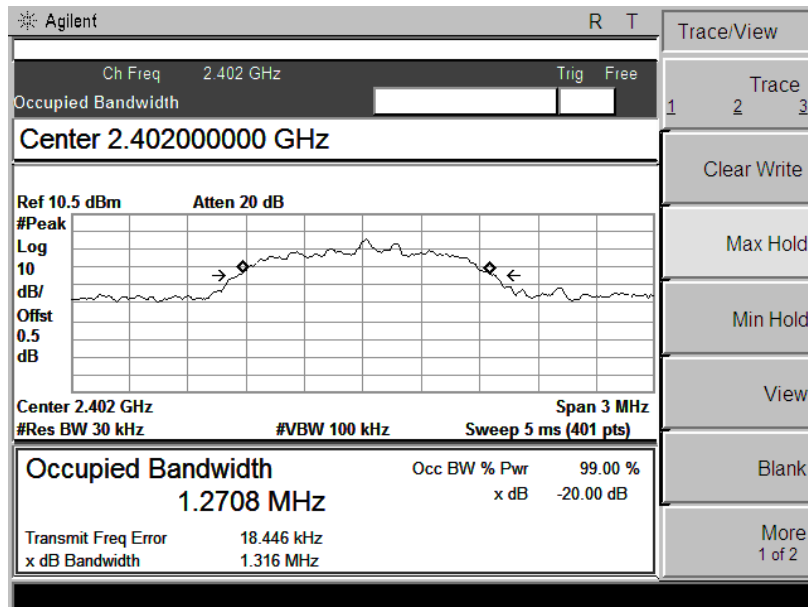 Agilent R T
Trace/View
Ch Freq 2.402 GHz Trig Free
Occupied Bandwidth
Center 2.402000000 GHz
Ref 10.5 dBm Atten 20 dB
#Peak
Log
10
dB/
Offst
0.5
dB
Center 2.402 GHz Span 3 MHz
#Res BW 30 kHz #VBW 100 kHz Sweep 5 ms (401 pts)
Occupied Bandwidth Occ BW % Pwr 99.00 %
1.2708 MHz x dB -20.00 dB
Transmit Freq Error 18.446 kHz
x dB Bandwidth 1.316 MHz
Trace
1 2 3
Clear Write
Max Hold
Min Hold
View
Blank
More
1 of 2